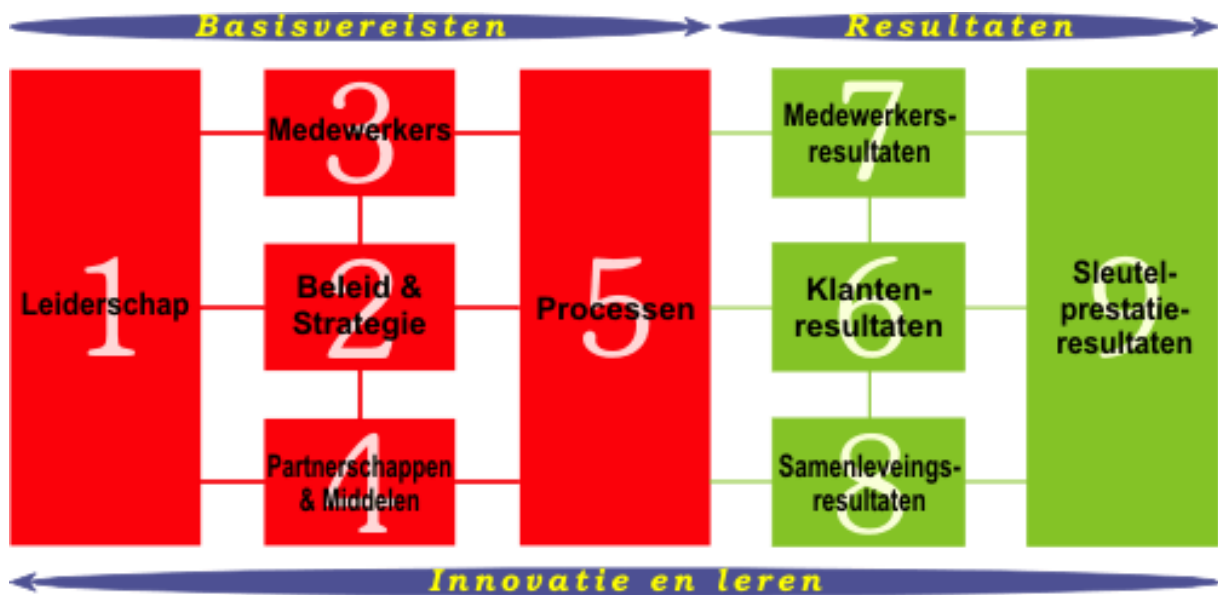 Basisvereisten
Resultaten
1
Leiderschap
3
Medewerkers
2
Beleid &
Strategie
4
Partnerschappen
& Middelen
5
Processen
7
Medewerkers-
resultaten
6
Klanten-
resultaten
8
Samenleveings-
resultaten
9
Sleutel-
prestatie-
resultaten
Innovatie en leren